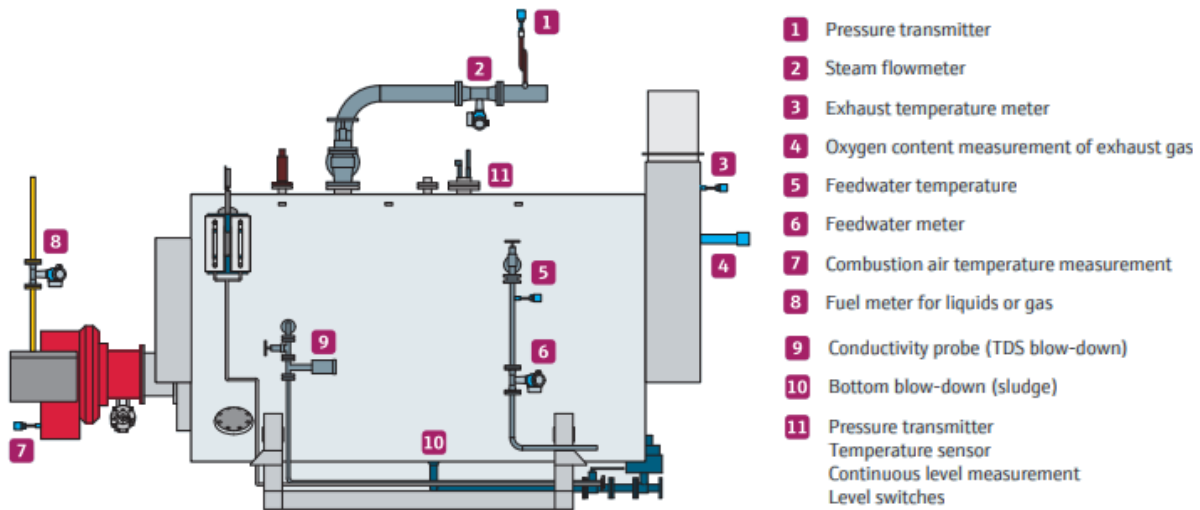 1
2
3
11
8
5
4
9
6
7
10
1 Pressure transmitter
2 Steam flowmeter
3 Exhaust temperature meter
4 Oxygen content measurement of exhaust gas
5 Feedwater temperature
6 Feedwater meter
7 Combustion air temperature measurement
8 Fuel meter for liquids or gas
9 Conductivity probe (TDS blow-down)
10 Bottom blow-down (sludge)
11 Pressure transmitter
Temperature sensor
Continuous level measurement
Level switches